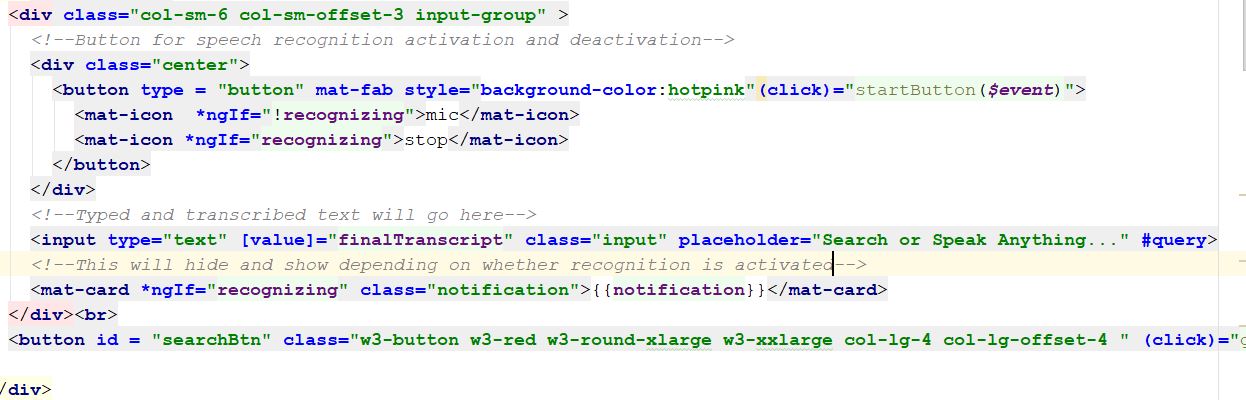 <div class="col-sm-6 col-sm-offset-3 input-group" >
<!--Button for speech recognition activation and deactivation-->
<div class="center">
<button type = "button" mat-fab style="background-color:hotpink"(click)="startButton($event)">
<mat-icon  *ngIf="!recognizing">mic</mat-icon>
<mat-icon *ngIf="recognizing">stop</mat-icon>
</button>
</div>
<!--Typed and transcribed text will go here-->
<input type="text" [value]="finalTranscript" class="input" placeholder="Search or Speak Anything..." #query>
<!--This will hide and show depending on whether recognition is activated-->
<mat-card *ngIf="recognizing" class="notification">{{notification}}</mat-card>
</div><br>
<button id = "searchBtn" class="w3-button w3-red w3-round-xlarge w3-xxlarge col-lg-4 col-lg-offset-4 " (click)="
/div>